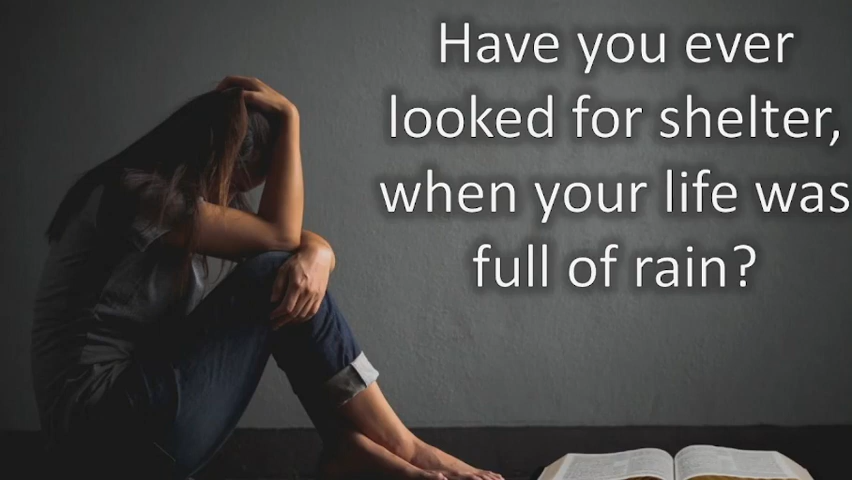 Have you ever
looked for shelter,
when your life was
full of rain?